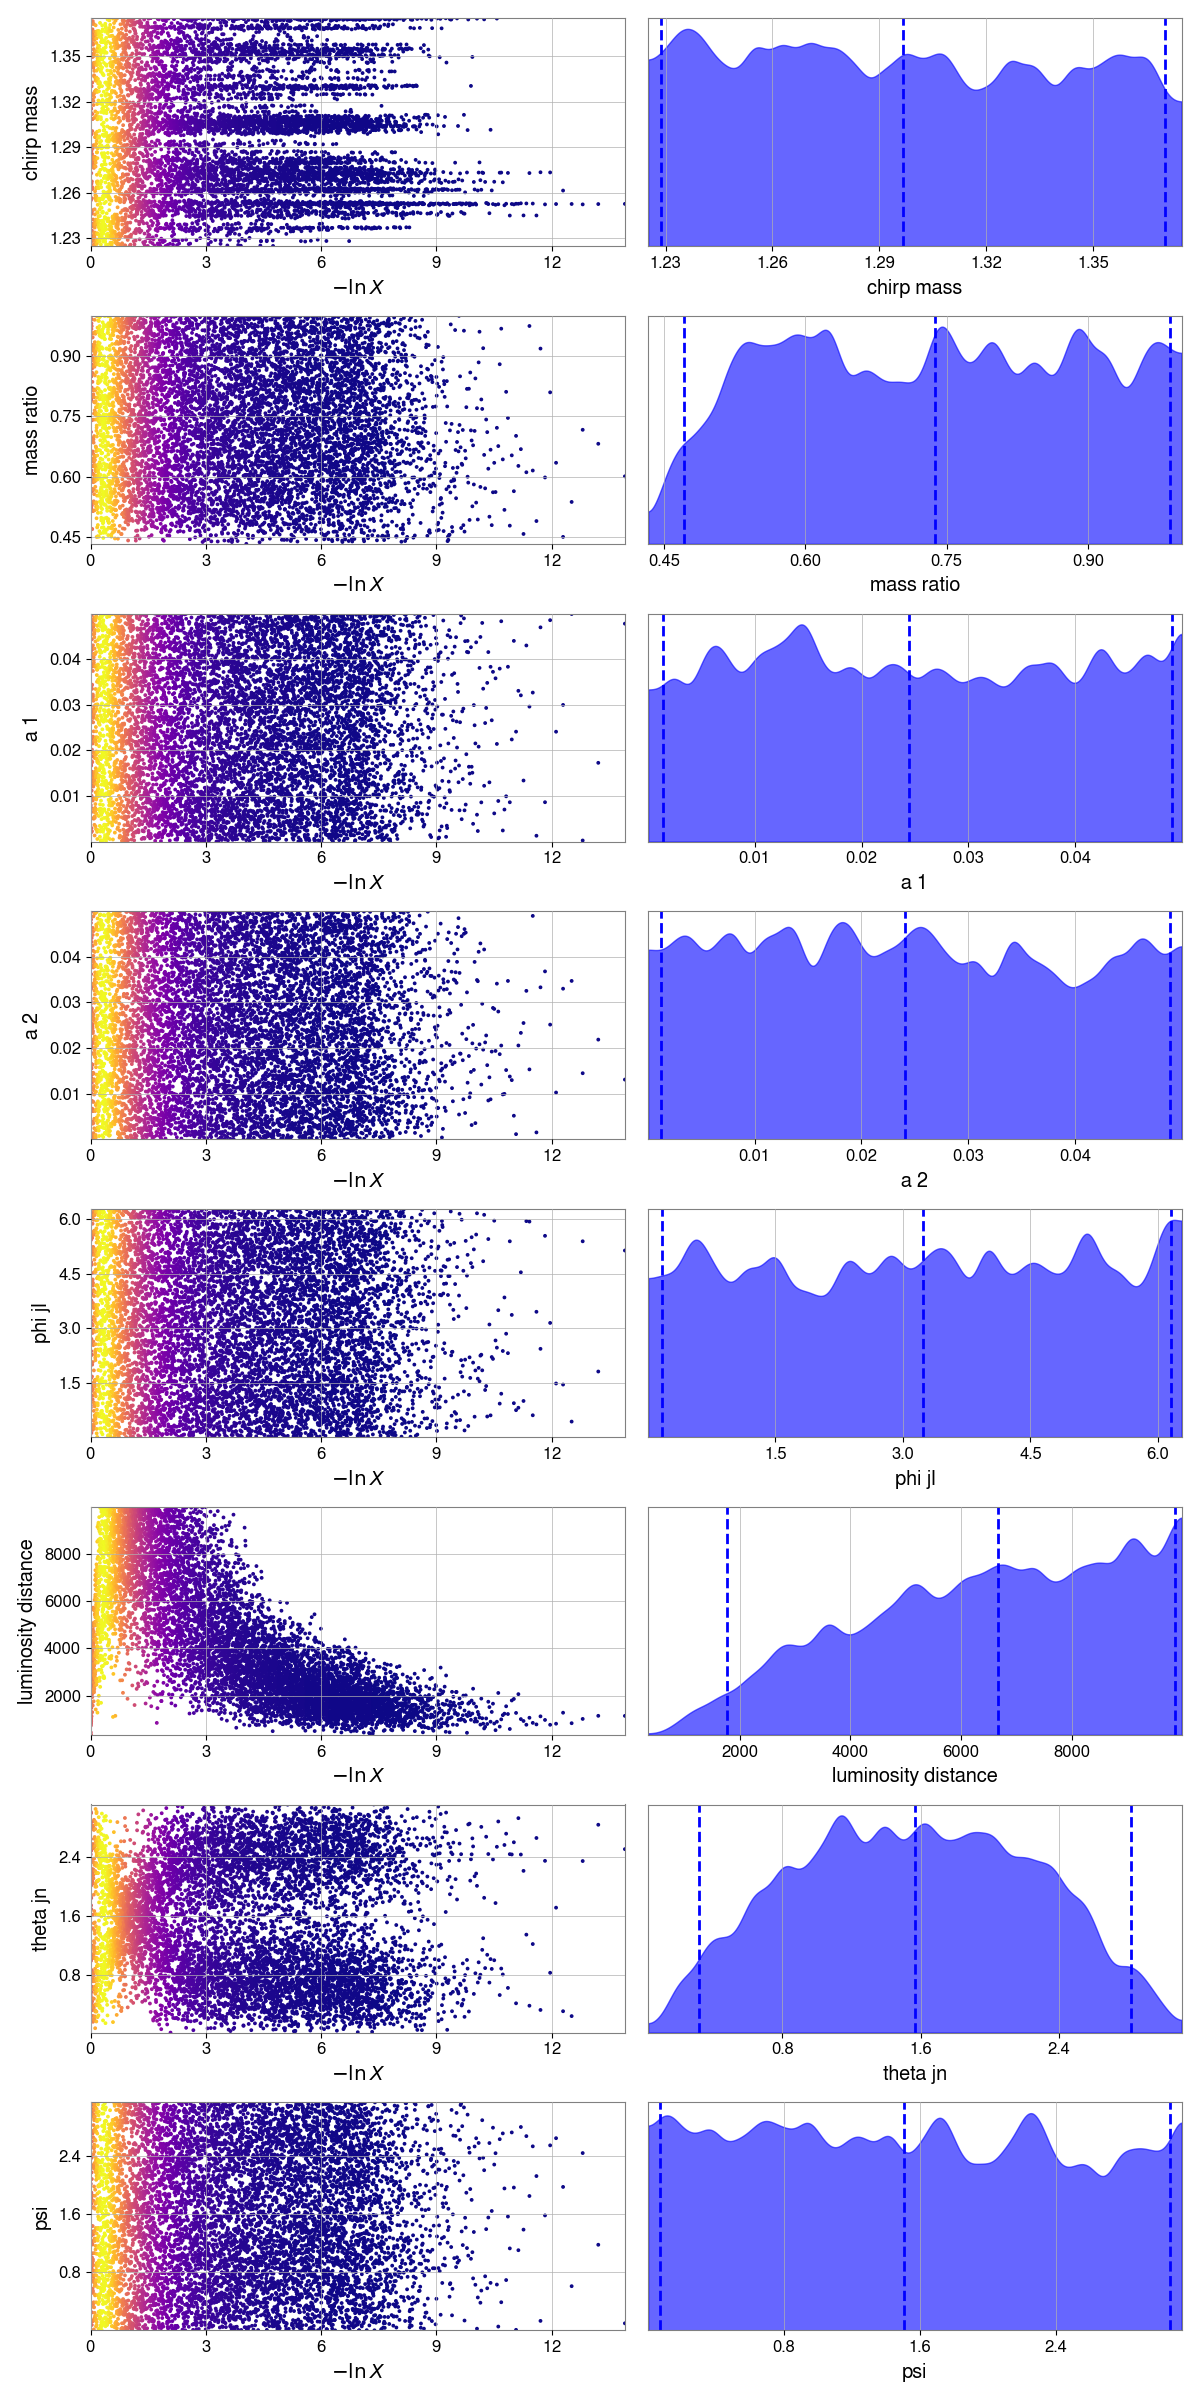 chirp mass
1.35
1.32
1.29
1.26
1.23
0 3 6 9 12
−ln X
1.23 1.26 1.29 1.32 1.35
chirp mass
mass ratio
0.90
0.75
0.60
0.45
0 3 6 9 12
−ln X
0.45 0.60 0.75 0.90
mass ratio
a 1
0.04
0.03
0.02
0.01
0 3 6 9 12
−ln X
0.01 0.02 0.03 0.04
a 1
a 2
0.04
0.03
0.02
0.01
0 3 6 9 12
−ln X
0.01 0.02 0.03 0.04
a 2
phi jl
6.0
4.5
3.0
1.5
0 3 6 9 12
−ln X
1.5 3.0 4.5 6.0
phi jl
luminosity distance
8000
6000
4000
2000
0 3 6 9 12
−ln X
2000 4000 6000 8000
luminosity distance
theta jn
2.4
1.6
0.8
0 3 6 9 12
−ln X
0.8 1.6 2.4
theta jn
psi
2.4
1.6
0.8
0 3 6 9 12
−ln X
0.8 1.6 2.4
psi